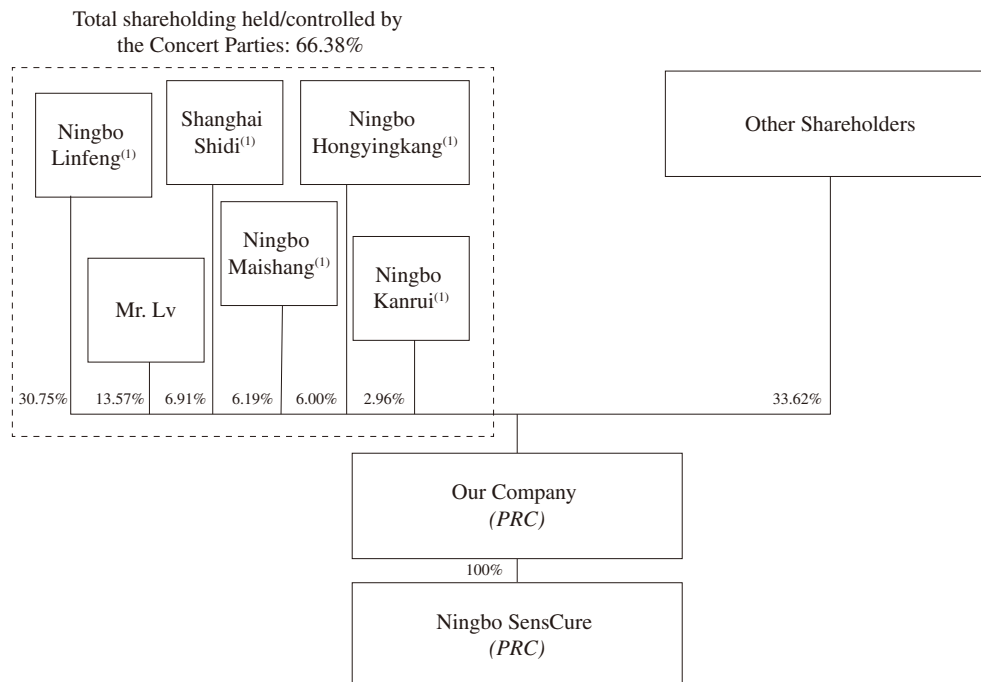 Total shareholding held/controlled by
the Concert Parties: 66.38%
Ningbo
Linfeng(1)
Shanghai
Shidi(1)
Ningbo
Hongyingkang(1)
Other Shareholders
Ningbo
Maishang(1)
Ningbo
Kanrui(1)
Mr. Lv
30.75%
13.57%
6.91%
6.19%
6.00%
2.96%
33.62%
Our Company
(PRC)
100%
Ningbo SensCure
(PRC)